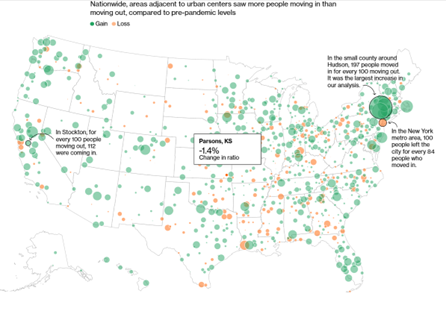 Nationwide, areas adjacent to urban centers saw more people moving in than
moving out, compared to pre-pandemic levels
Gain Loss
In the small county around
Hudson, 197 people moved
in for every 100 moving out.
It was the largest increase in
our analysis.
In Stockton, for
every 100 people
moving out, 112
were coming in.
Parsons, KS
-1.4%
Change in ratio
In the New York
metro area, 100
people left the
city for every 84
people who
moved in.